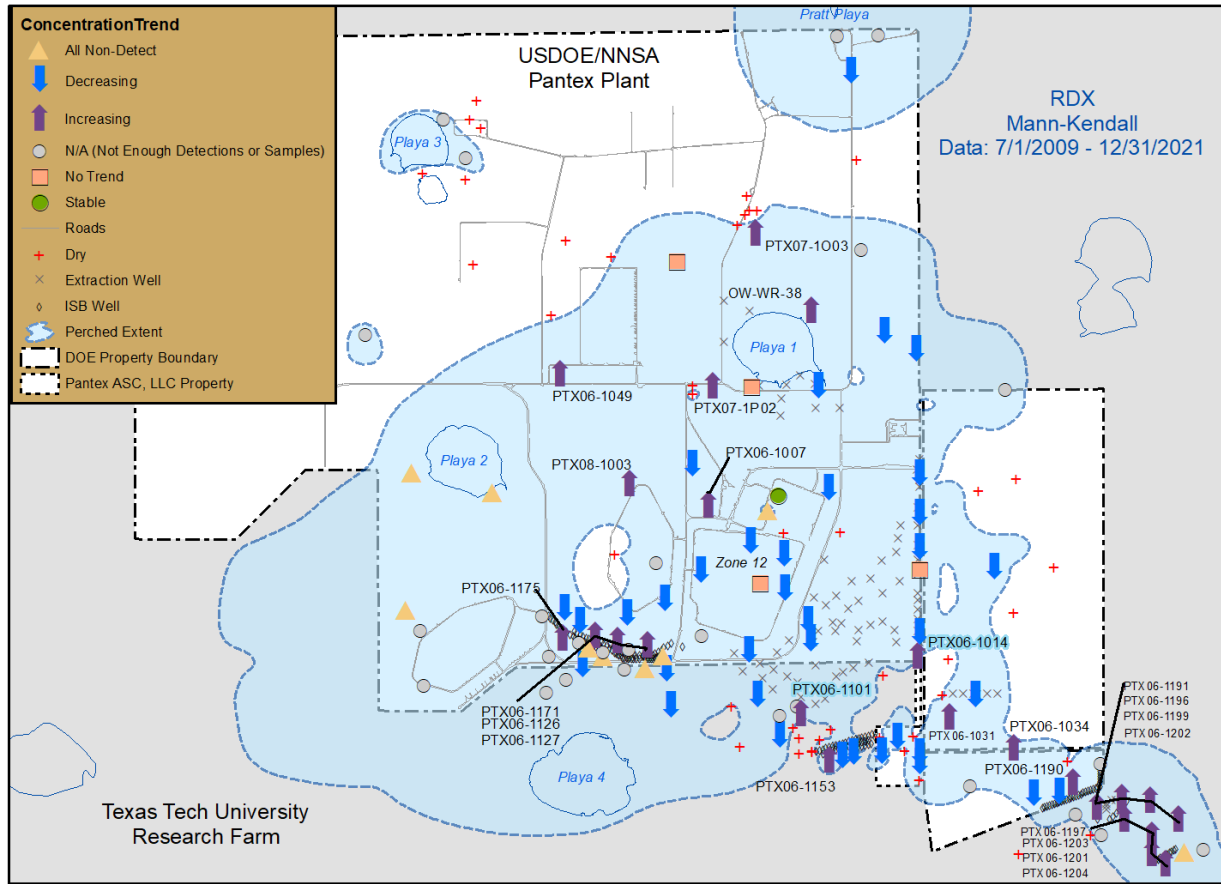 ConcentrationTrend
All Non-Detect
Decreasing
Increasing
N/A (Not Enough Detections or Samples)
No Trend
Stable
Roads
Dry
Extraction Well
ISB Well
Perched Extent
DOE Property Boundary
Pantex ASC, LLC Property
Pratt Playa
USDOE/NNSA
Pantex Plant
RDX
Mann-Kendall
Data: 7/1/2009 - 12/31/2021
Playa 3
PTX07-1O03
OW-WR-38
Playa 1
PTX06-1049
PTX07-1P02
Playa 2
PTX08-1003
PTX06-1007
Zone 12
PTX06-1175
PTX06-1014
PTX06-1171
PTX06-1126
PTX06-1127
PTX06-1101
PTX06-1031
PTX06-1034
PTX06-1191
PTX06-1196
PTX06-1199
PTX06-1202
Playa 4
PTX06-1153
PTX06-1190
Texas Tech University
Research Farm
PTX06-1197
PTX06-1203
PTX06-1201
PTX06-1204